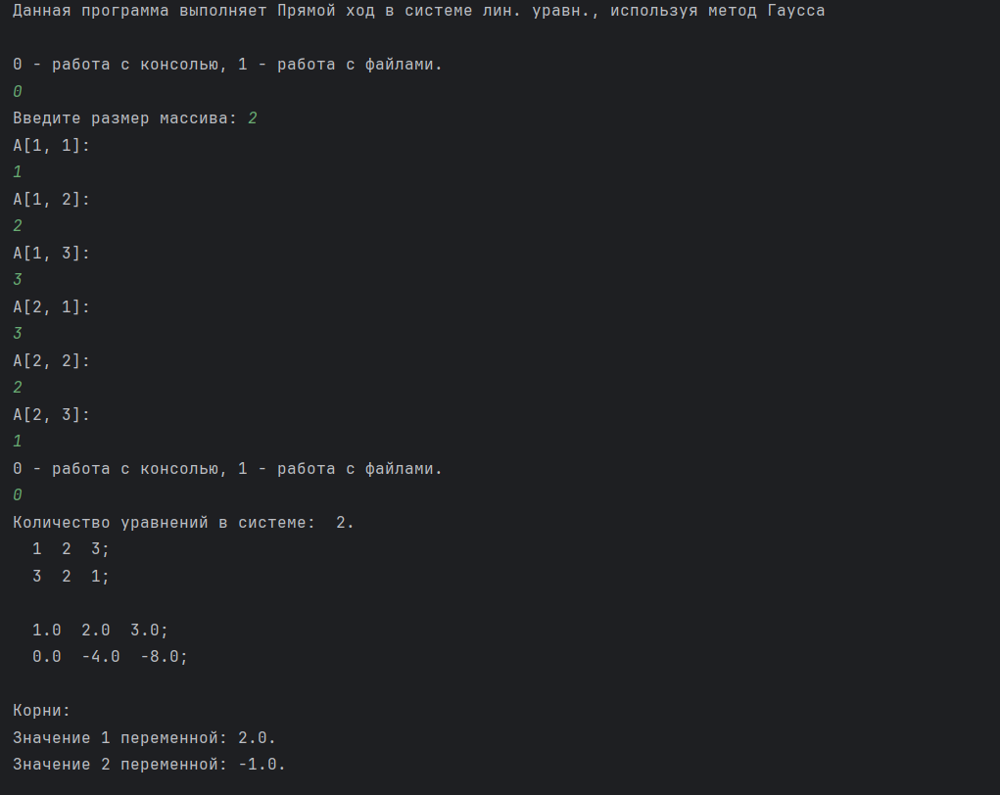 Данная программа выполняет Прямой ход в системе лин. уравн., используя метод Гаусса
0 - работа с консолью, 1 - работа с файлами.
0
Введите размер массива: 2
A[1, 1]:
1
A[1, 2]:
2
A[1, 3]:
3
A[2, 1]:
3
A[2, 2]:
2
A[2, 3]:
1
0 - работа с консолью, 1 - работа с файлами.
0
Количество уравнений в системе:  2.
  1  2  3;
  3  2  1;
  1.0  2.0  3.0;
  0.0  -4.0  -8.0;
Корни:
Значение 1 переменной: 2.0.
Значение 2 переменной: -1.0.